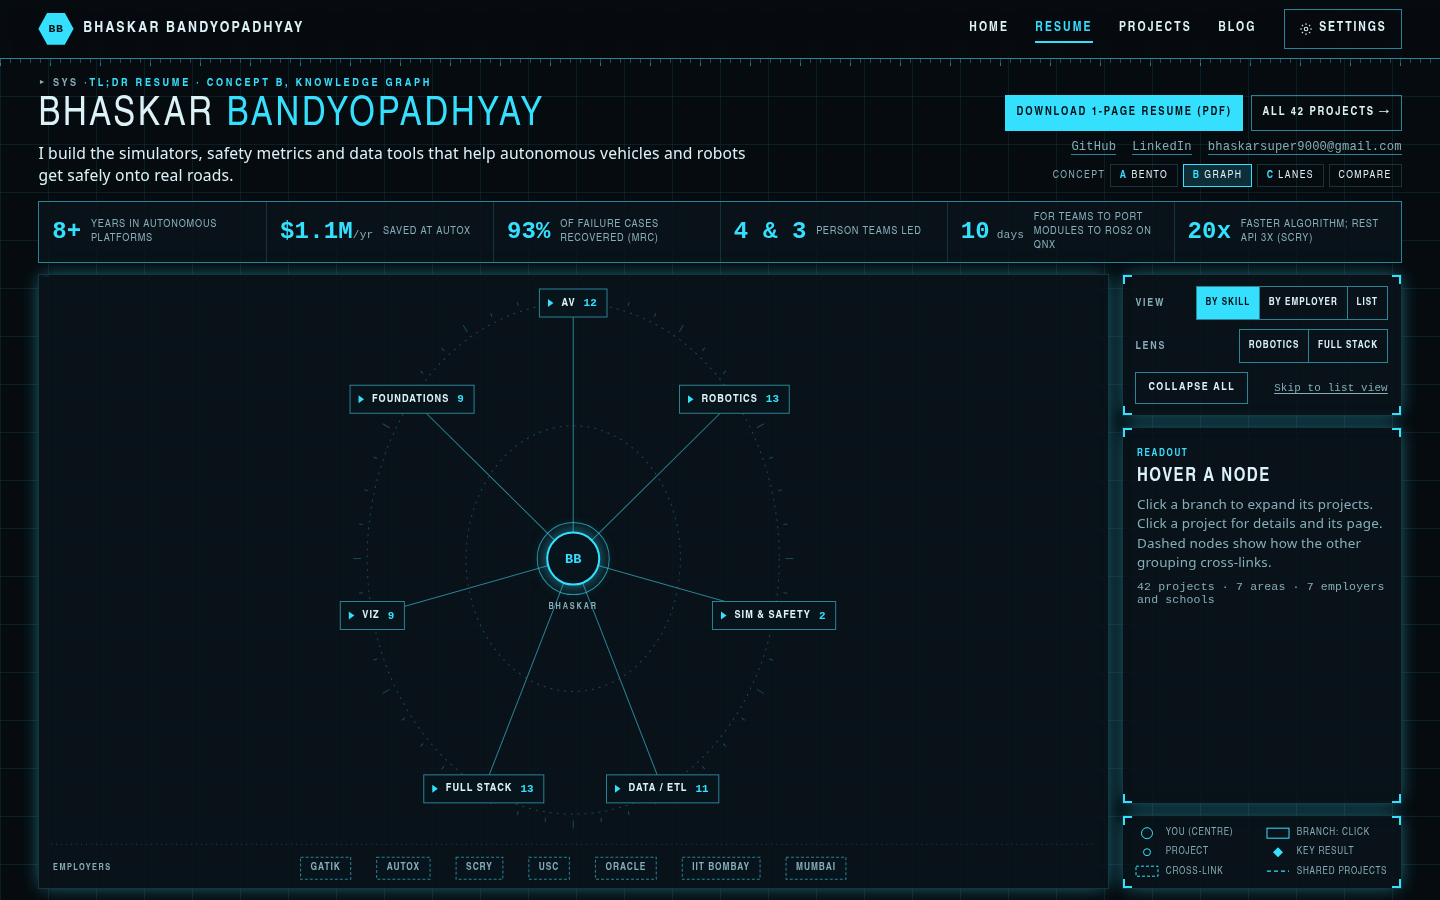 BB BHASKAR BANDYOPADHYAY
HOME RESUME PROJECTS BLOG SETTINGS
SYS ·TL;DR RESUME · CONCEPT B, KNOWLEDGE GRAPH
BHASKAR BANDYOPADHYAY
I build the simulators, safety metrics and data tools that help autonomous vehicles and robots
get safely onto real roads.
DOWNLOAD 1-PAGE RESUME (PDF) ALL 42 PROJECTS →
GitHub LinkedIn bhaskarsuper9000@gmail.com
CONCEPT A BENTO B GRAPH C LANES COMPARE
8+ YEARS IN AUTONOMOUS
PLATFORMS
$1.1M/yr SAVED AT AUTOX
93% OF FAILURE CASES
RECOVERED (MRC)
4 & 3 PERSON TEAMS LED
10 days FOR TEAMS TO PORT
MODULES TO ROS2 ON
QNX
20x FASTER ALGORITHM; REST
API 3X (SCRY)
AV 12
FOUNDATIONS 9
ROBOTICS 13
BB
BHASKAR
VIZ 9
SIM & SAFETY 2
FULL STACK 13
DATA / ETL 11
EMPLOYERS GATIK AUTOX SCRY USC ORACLE IIT BOMBAY MUMBAI
VIEW BY SKILL BY EMPLOYER LIST
LENS ROBOTICS FULL STACK
COLLAPSE ALL Skip to list view
READOUT
HOVER A NODE
Click a branch to expand its projects.
Click a project for details and its page.
Dashed nodes show how the other
grouping cross-links.
42 projects · 7 areas · 7 employers
and schools
YOU (CENTRE) BRANCH: CLICK
PROJECT KEY RESULT
CROSS-LINK SHARED PROJECTS